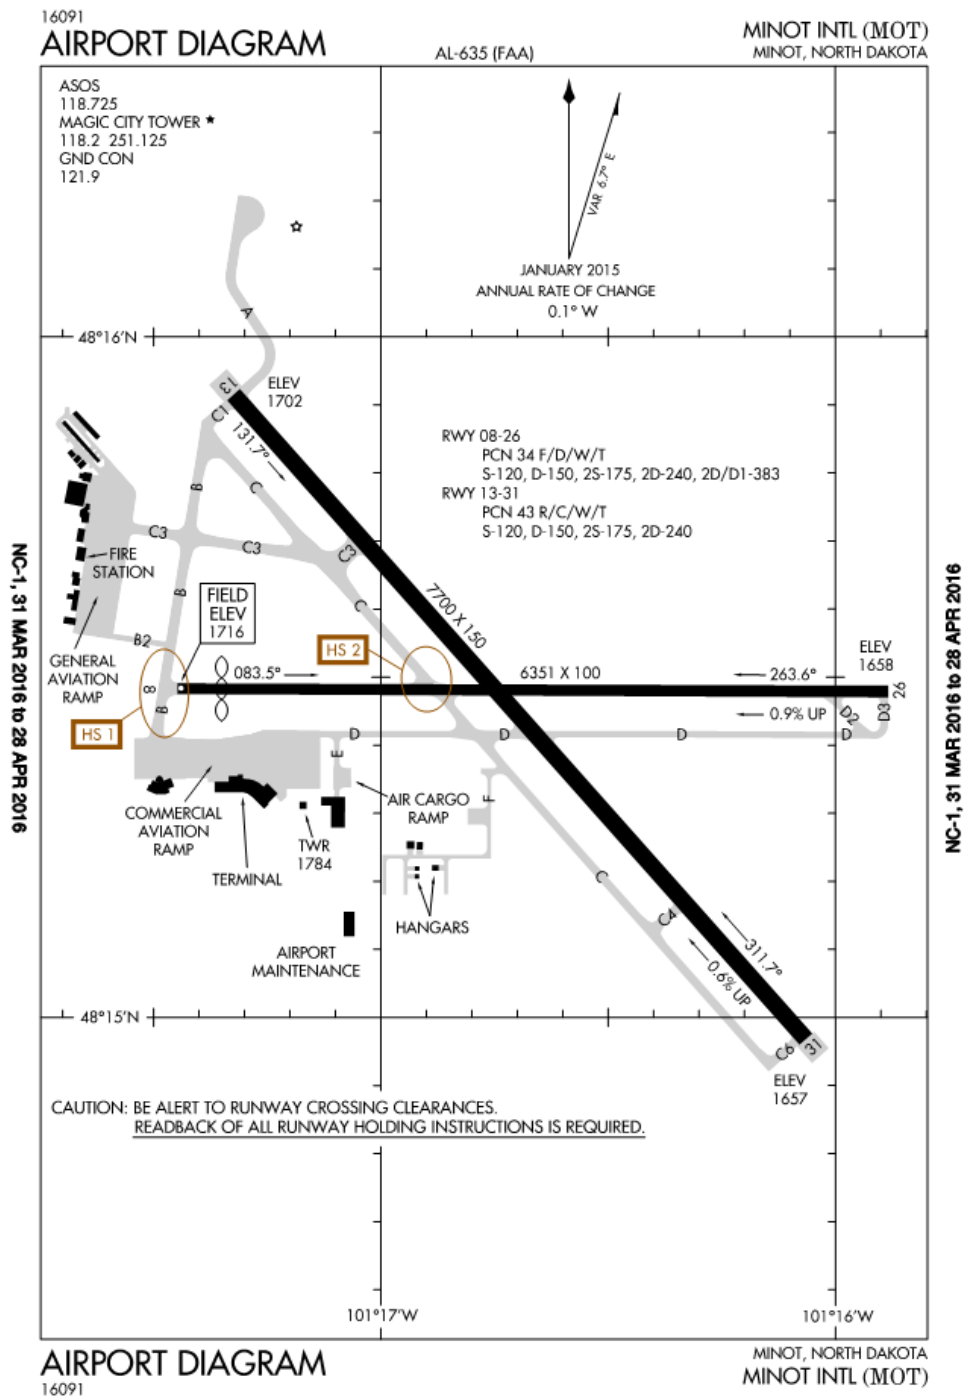 16091
AIRPORT DIAGRAM
AL-635 (FAA)
MINOT INTL (MOT)
MINOT, NORTH DAKOTA
ASOS
118.725
MAGIC CITY TOWER ★
118.2 251.125
GND CON
121.9
VAR 6.7° E
JANUARY 2015
ANNUAL RATE OF CHANGE
0.1° W
A
48°16'N
13
ELEV
1702
C1
131.7°
RWY 08-26
PCN 34 F/D/W/T
S-120, D-150, 2S-175, 2D-240, 2D/D1-383
RWY 13-31
PCN 43 R/C/W/T
S-120, D-150, 2S-175, 2D-240
B
C
C3
C3
C3
FIRE
STATION
B
FIELD
ELEV
1716
C
7700 X 150
B2
HS 2
GENERAL
AVIATION
RAMP
8
083.5°
6351 X 100
263.6°
ELEV
1658
26
B
HS 1
0.9% UP
D2
D3
D
D
D
D
E
COMMERCIAL
AVIATION
RAMP
AIR CARGO
RAMP
F
TWR
1784
TERMINAL
HANGARS
C
C4
311.7°
0.6% UP
AIRPORT
MAINTENANCE
48°15'N
C6
31
ELEV
1657
CAUTION: BE ALERT TO RUNWAY CROSSING CLEARANCES.
READBACK OF ALL RUNWAY HOLDING INSTRUCTIONS IS REQUIRED.
101°17'W
101°16'W
NC-1, 31 MAR 2016 to 28 APR 2016
NC-1, 31 MAR 2016 to 28 APR 2016
AIRPORT DIAGRAM
16091
MINOT, NORTH DAKOTA
MINOT INTL (MOT)